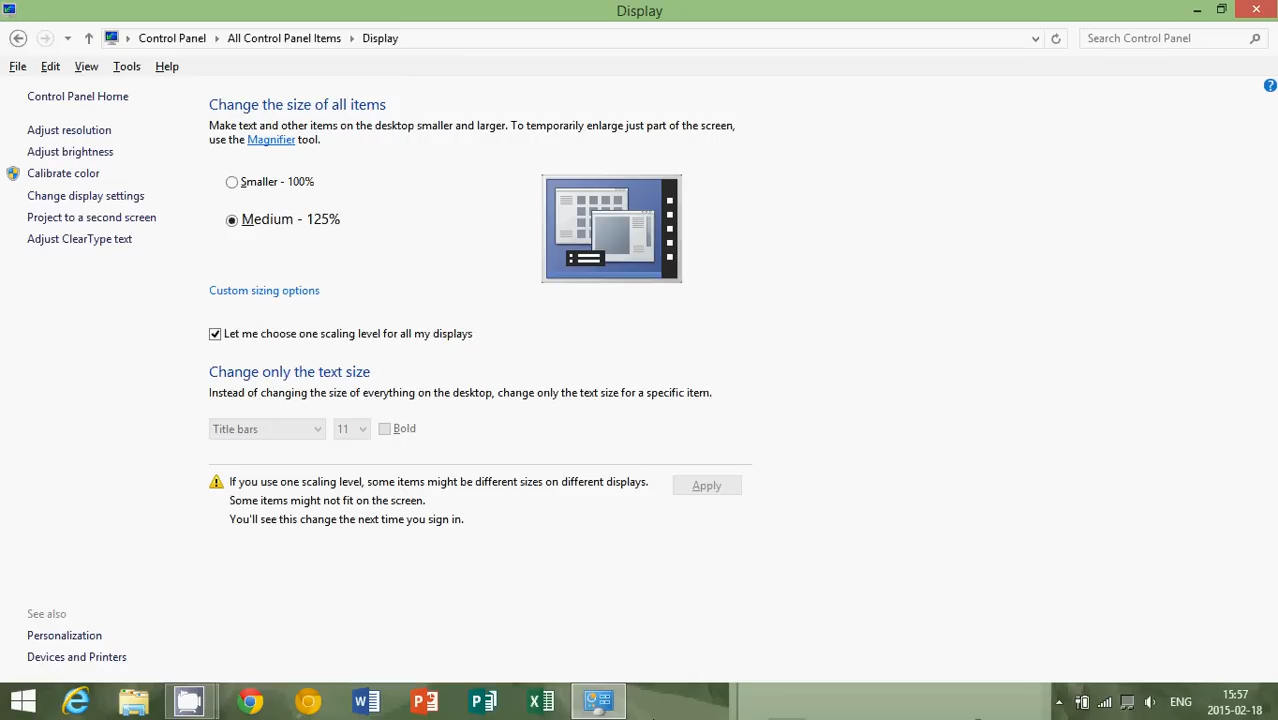 Display
Control Panel
All Control Panel Items
Display
Search Control Panel
File Edit View Tools Help
Control Panel Home
Adjust resolution
Adjust brightness
Calibrate color
Change display settings
Project to a second screen
Adjust ClearType text
Change the size of all items
Make text and other items on the desktop smaller and larger. To temporarily enlarge just part of the screen,
use the Magnifier tool.
Smaller - 100%
Medium - 125%
Custom sizing options
Let me choose one scaling level for all my displays
Change only the text size
Instead of changing the size of everything on the desktop, change only the text size for a specific item.
Title bars 11 Bold
If you use one scaling level, some items might be different sizes on different displays.
Some items might not fit on the screen.
You'll see this change the next time you sign in.
Apply
See also
Personalization
Devices and Printers
ENG
15:57
2015-02-18